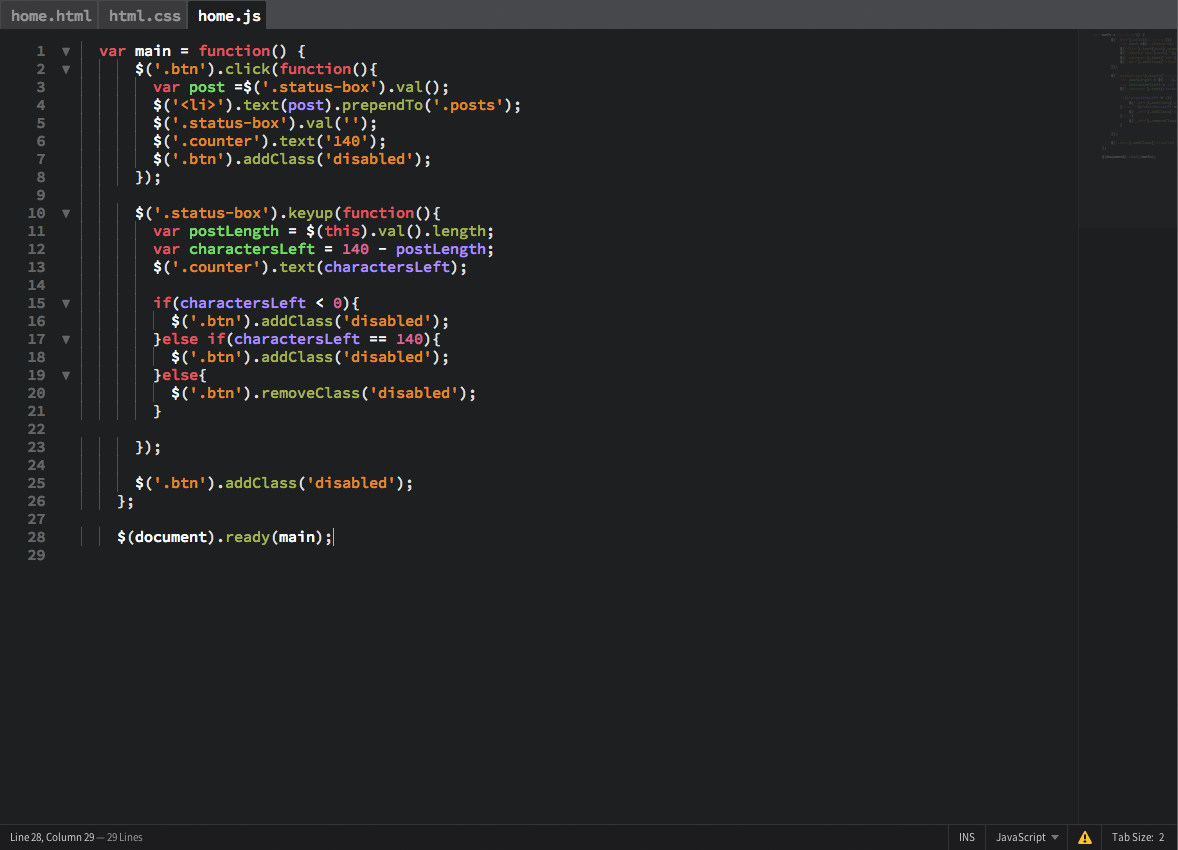 home.html html.css home.js
1 var main = function() {
2 $('.btn').click(function(){
3 var post =$('.status-box').val();
4 $('<li>').text(post).prependTo('.posts');
5 $('.status-box').val('');
6 $('.counter').text('140');
7 $('.btn').addClass('disabled');
8 });
9
10 $('.status-box').keyup(function(){
11 var postLength = $(this).val().length;
12 var charactersLeft = 140 - postLength;
13 $('.counter').text(charactersLeft);
14
15 if(charactersLeft < 0){
16 $('.btn').addClass('disabled');
17 }else if(charactersLeft == 140){
18 $('.btn').addClass('disabled');
19 }else{
20 $('.btn').removeClass('disabled');
21 }
22
23 });
24
25 $('.btn').addClass('disabled');
26 };
27
28 $(document).ready(main);
29
Line 28, Column 29 — 29 Lines INS JavaScript Tab Size: 2